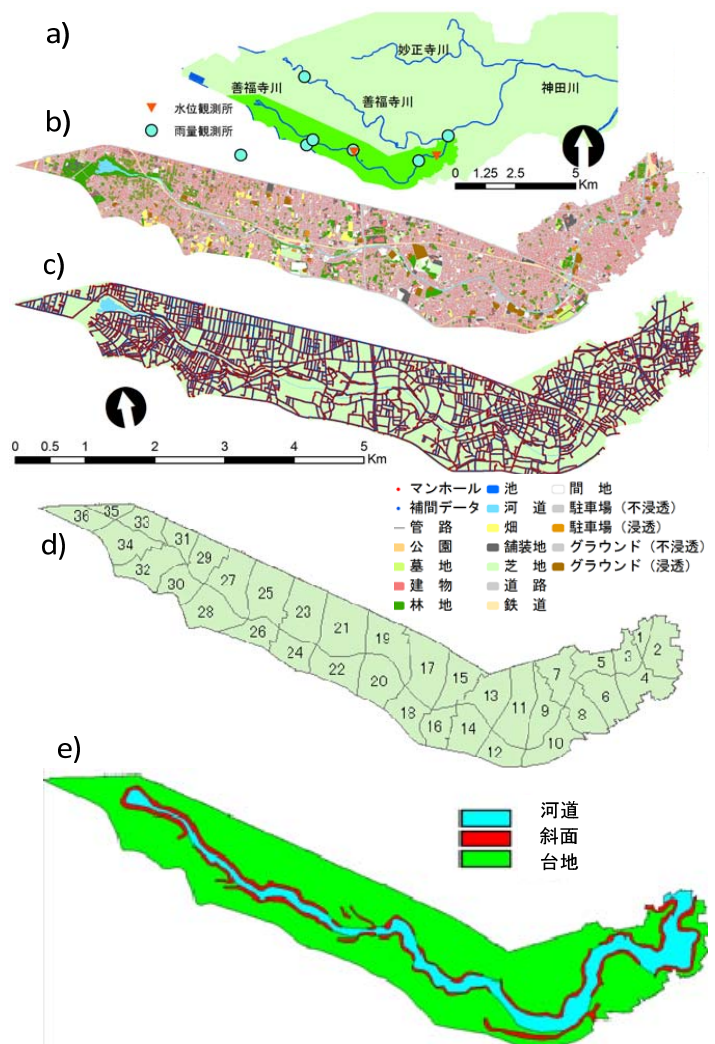 a)
妙正寺川
善福寺川
善福寺川
神田川
水位観測所
雨量観測所
0 1.25 2.5 5
Km
b)
c)
0 0.5 1 2 3 4 5
Km
マンホール
補間データ
管 路
公 園
墓 地
建 物
林 地
池
河 道
畑
舗装地
芝 地
道 路
鉄 道
間 地
駐車場(不浸透)
駐車場(浸透)
グラウンド(不浸透)
グラウンド(浸透)
d)
36 35 33 31 29 34 32 30 27 25 23 21 19 28 26 24 22 20 17 15 18 16 14 13 12 11 9 7 10 8 5 6 3 1 2 4
e)
河道
斜面
台地